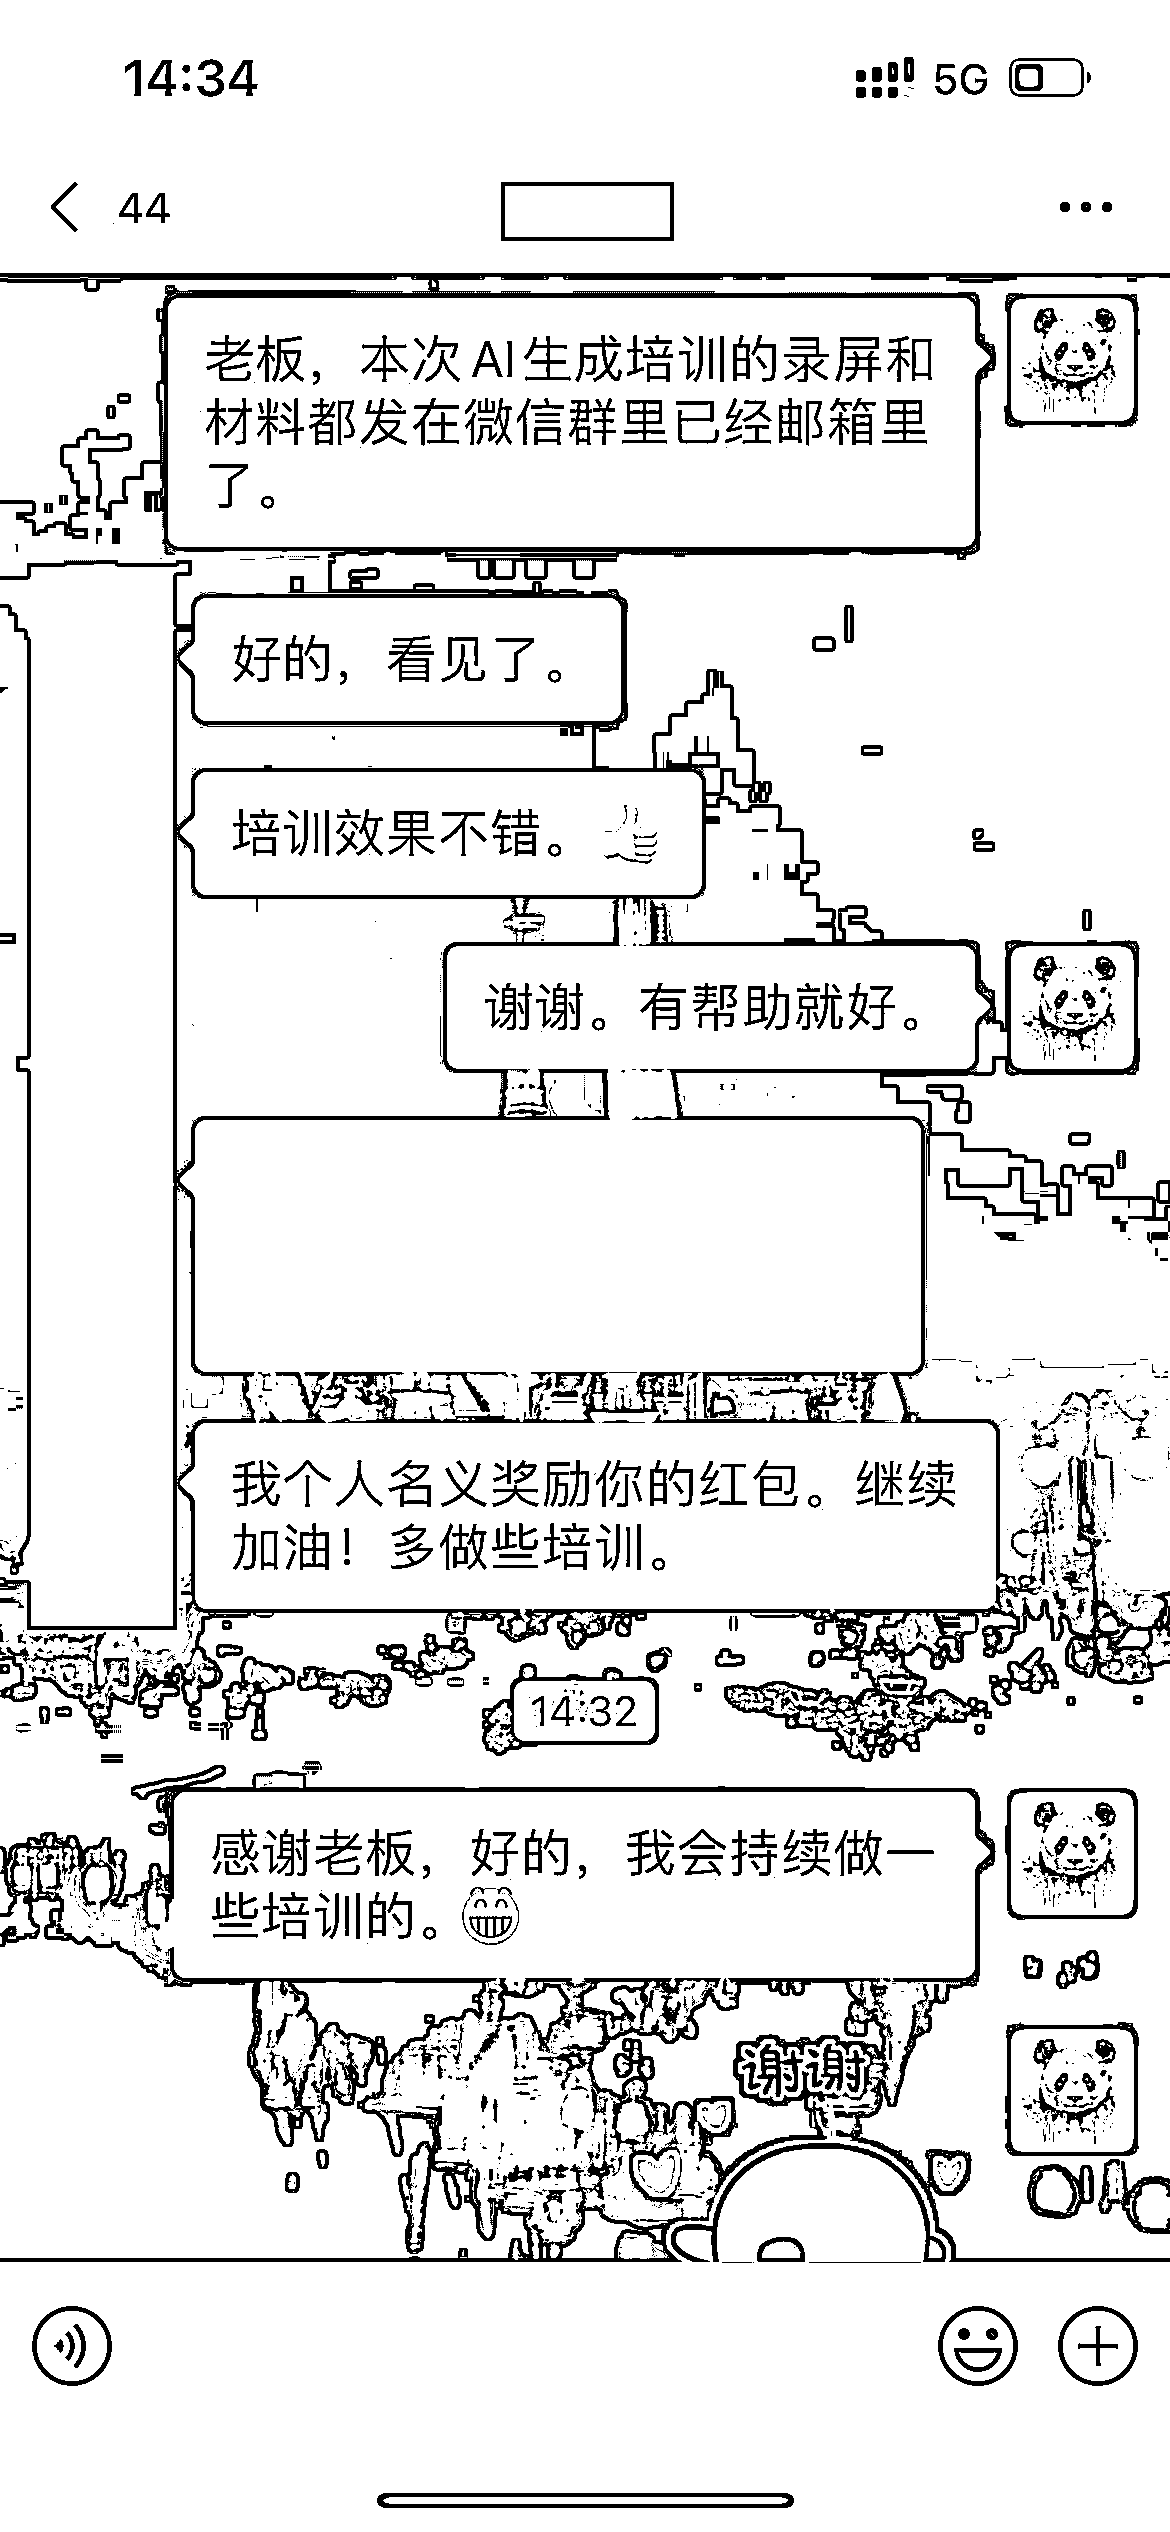 14:34
5G
44
老板，本次AI生成培训的录屏和
材料都发在微信群里已经邮箱里
了。
好的，看见了。
培训效果不错。👍
谢谢。有帮助就好。
我个人名义奖励你的红包。继续
加油！多做些培训。
14:32
感谢老板，好的，我会持续做一
些培训的。😁
谢谢